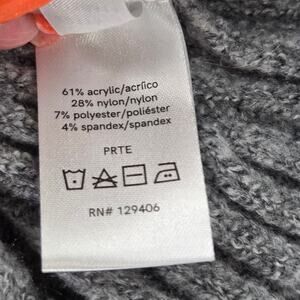 61% acrylic/acrílico
28% nylon/nylon
7% polyester/poliéster
4% spandex/spandex
PRTE
RN# 129406